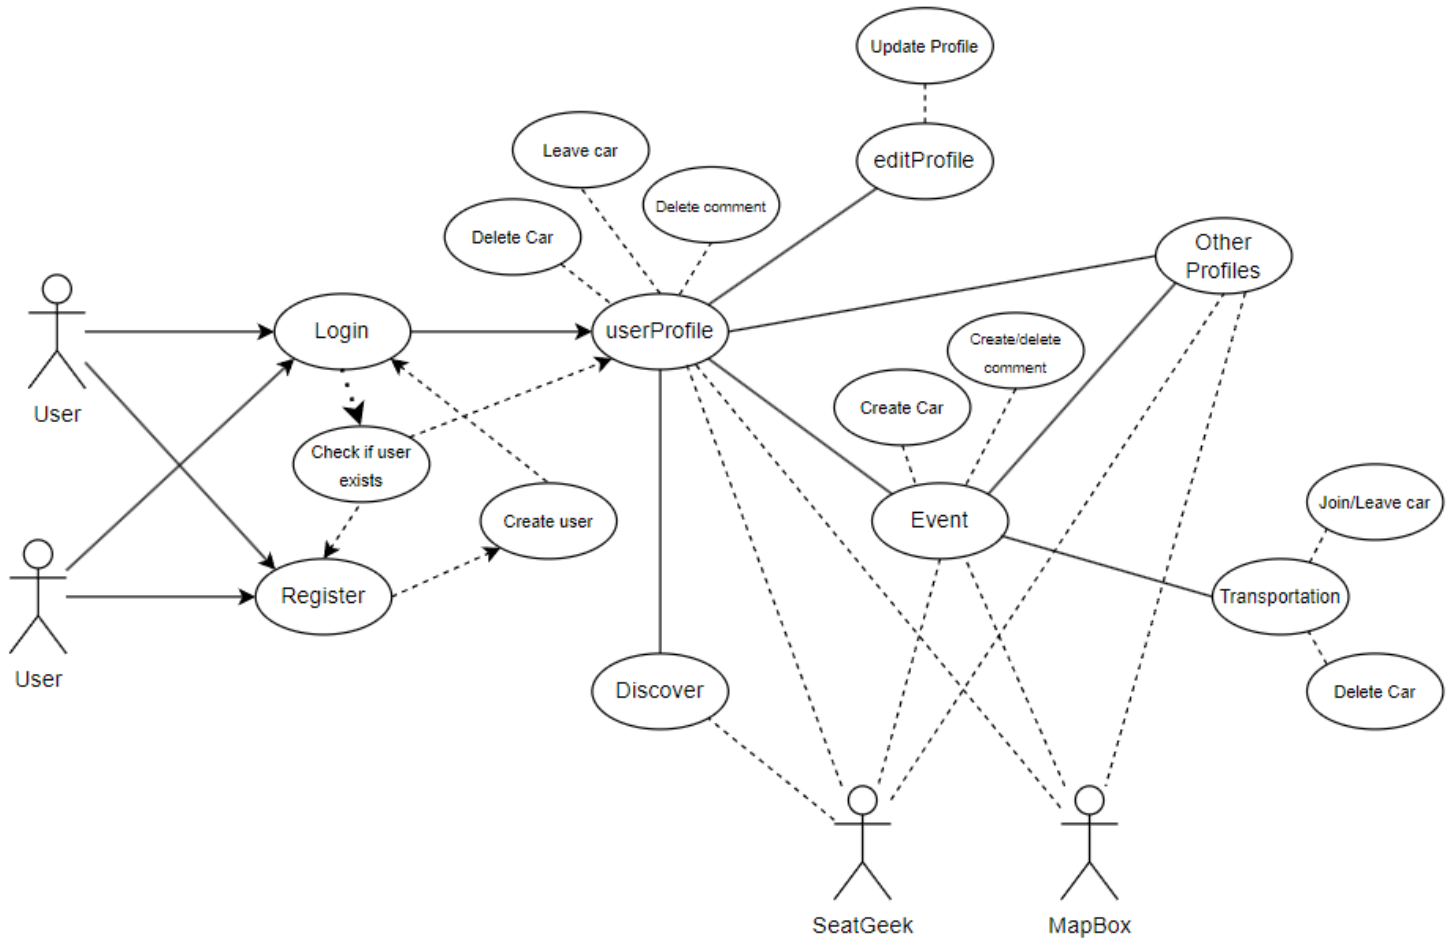 Update Profile
Leave car
editProfile
Delete comment
Delete Car
Other
Profiles
Login
userProfile
Create/delete
comment
Create Car
User
Check if user
exists
Join/Leave car
Create user
Event
Register
Transportation
User
Discover
Delete Car
SeatGeek
MapBox